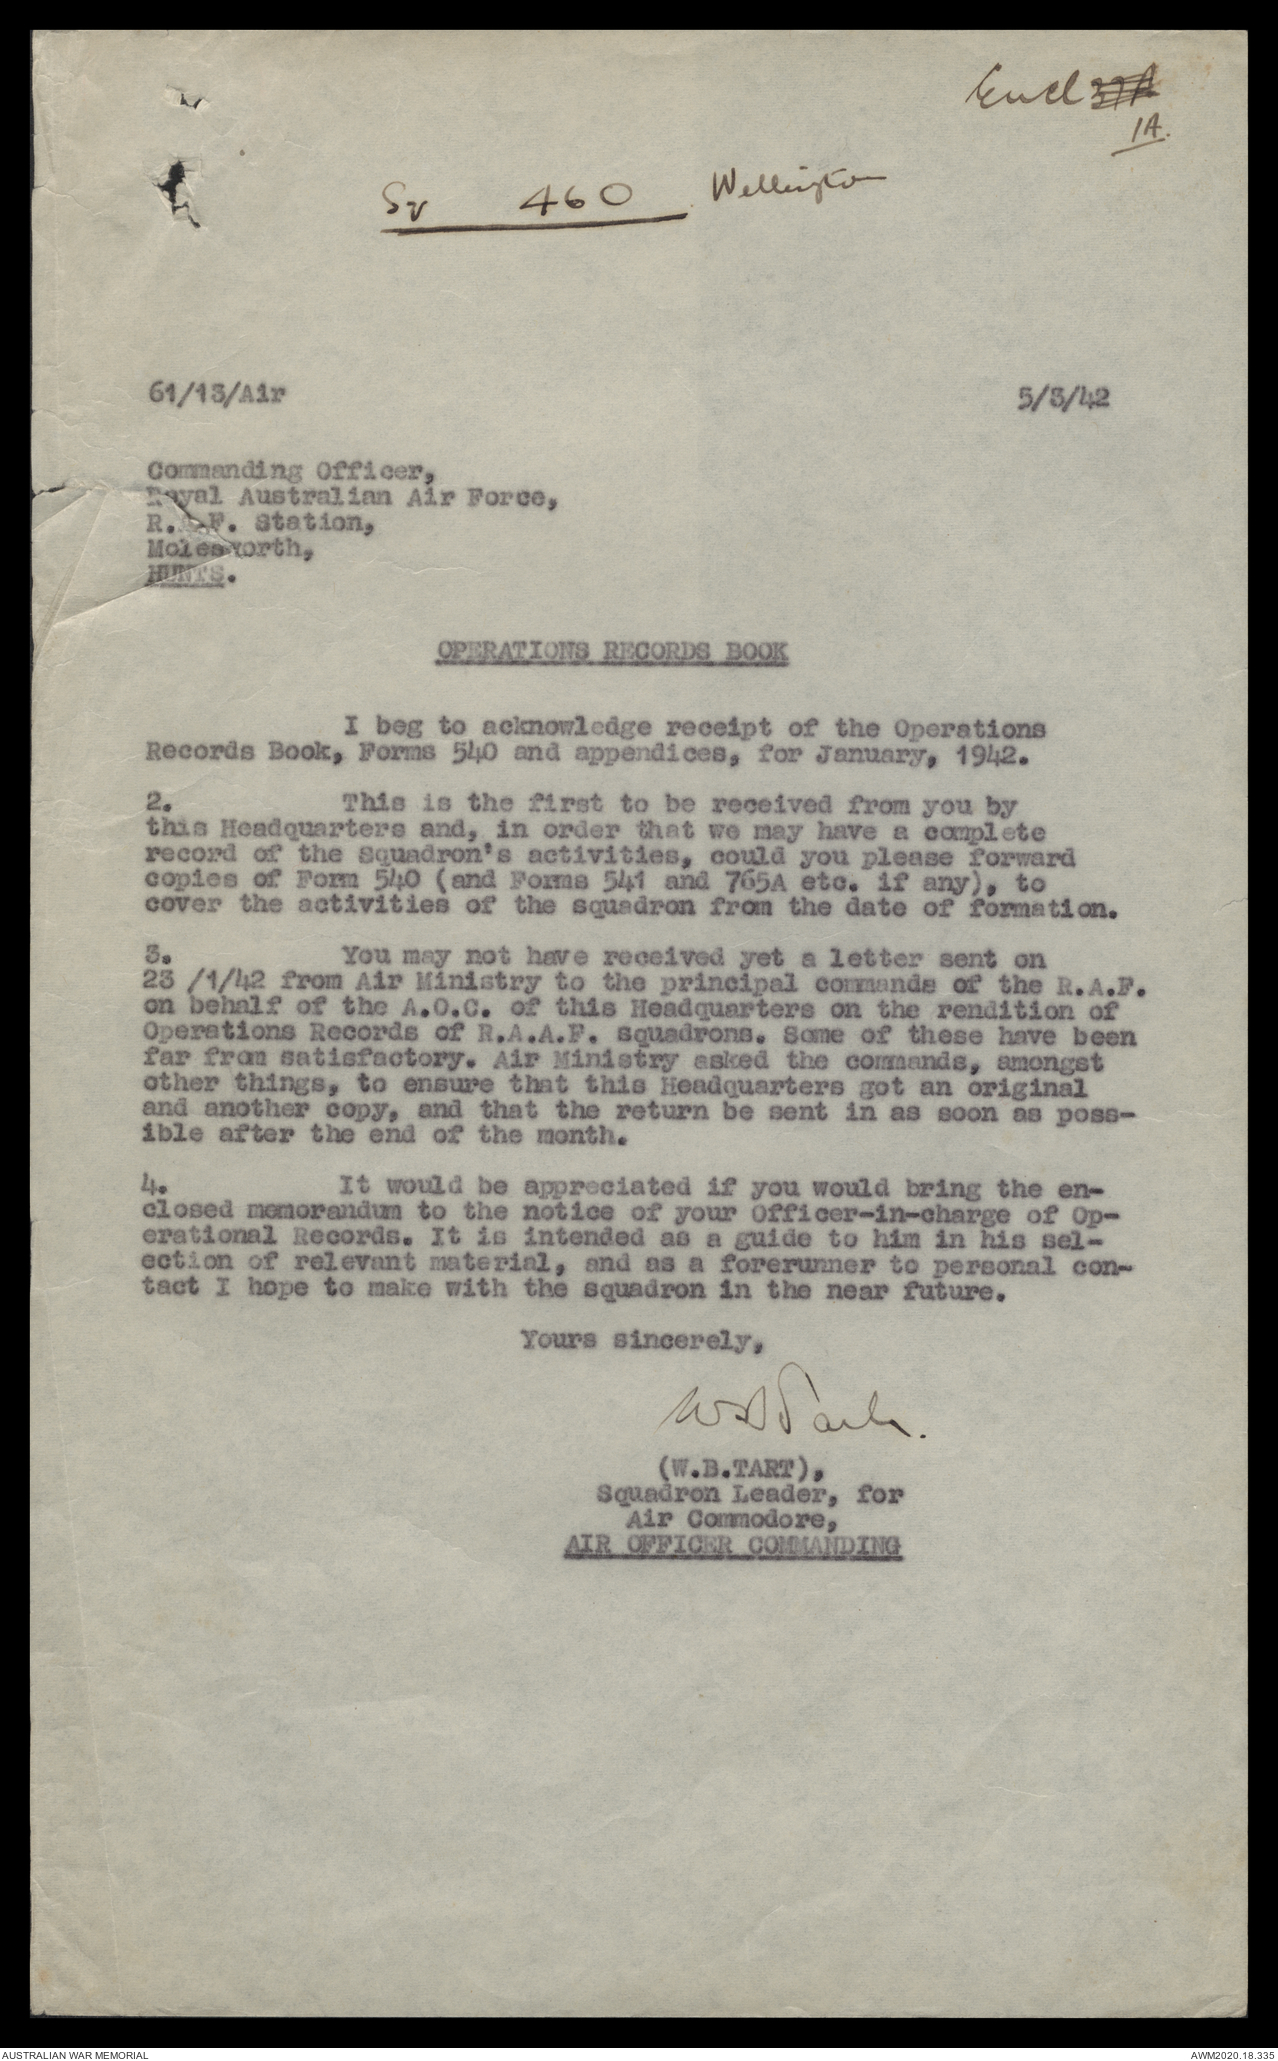 Encl
1A.
Sq 460 Wellington
61/13/Air 5/3/42
Commanding Officer,
Royal Australian Air Force,
R.A.F. Station,
Molesworth,
HUNTS.
OPERATIONS RECORDS BOOK
I beg to acknowledge receipt of the Operations
Records Book, Forms 540 and appendices, for January, 1942.
2. This is the first to be received from you by
this Headquarters and, in order that we may have a complete
record of the Squadron's activities, could you please forward
copies of Form 540 (and Forms 541 and 765A etc. if any), to
cover the activities of the squadron from the date of formation.
3. You may not have received yet a letter sent on
23 /1/42 from Air Ministry to the principal commands of the R.A.F.
on behalf of the A.O.C. of this Headquarters on the rendition of
Operations Records of R.A.A.F. squadrons. Some of these have been
far from satisfactory. Air Ministry asked the commands, amongst
other things, to ensure that this Headquarters got an original
and another copy, and that the return be sent in as soon as poss-
ible after the end of the month.
4. It would be appreciated if you would bring the en-
closed memorandum to the notice of your Officer-in-charge of Op-
erational Records. It is intended as a guide to him in his sel-
ection of relevant material, and as a forerunner to personal con-
tact I hope to make with the squadron in the near future.
Yours sincerely,
W B Tart.
(W.B.TART),
Squadron Leader, for
Air Commodore,
AIR OFFICER COMMANDING
AUSTRALIAN WAR MEMORIAL AWM2020.18.335